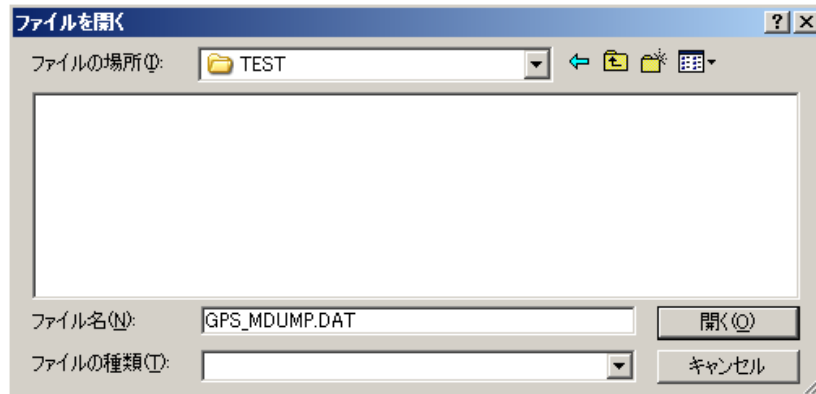 ファイルを開く
ファイルの場所(I):
TEST
ファイル名(N):
GPS_MDUMP.DAT
開く(O)
ファイルの種類(T):
キャンセル